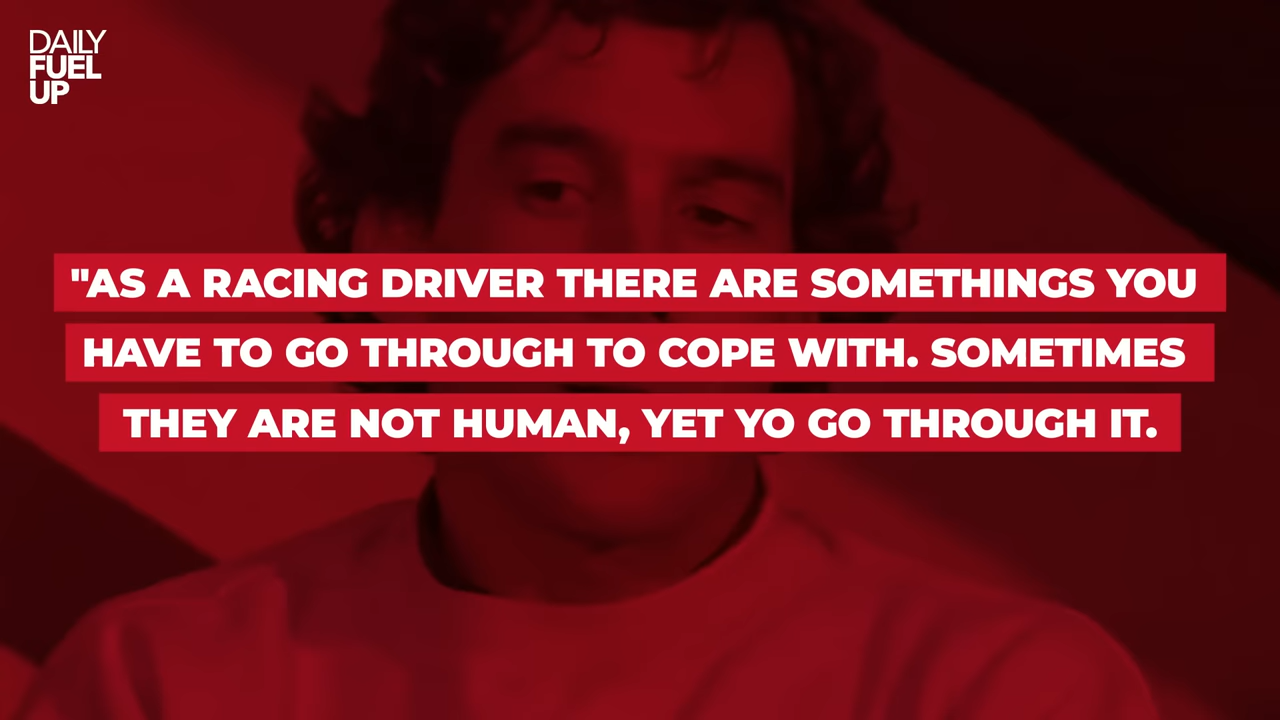 DAILY
FUEL
UP
"AS A RACING DRIVER THERE ARE SOMETHINGS YOU
HAVE TO GO THROUGH TO COPE WITH. SOMETIMES
THEY ARE NOT HUMAN, YET YO GO THROUGH IT.